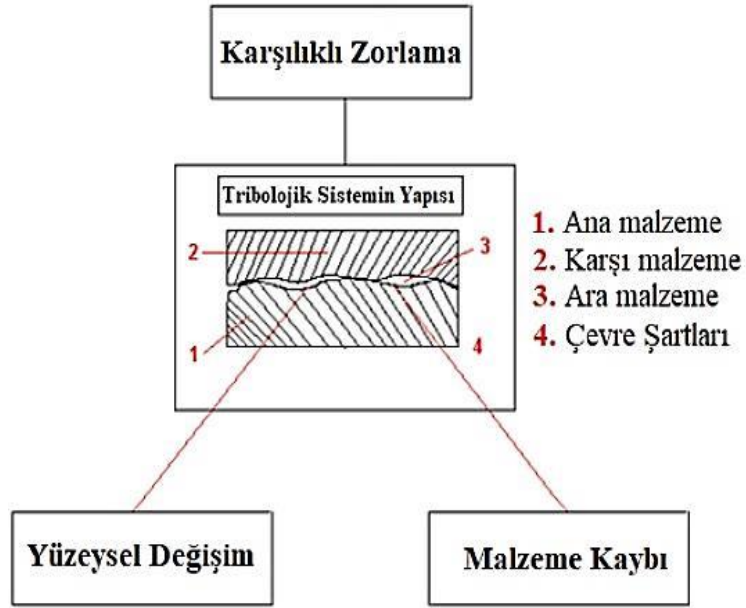 Karşılıklı Zorlama
Tribolojik Sistemin Yapısı
2
3
1
4
1. Ana malzeme
2. Karşı malzeme
3. Ara malzeme
4. Çevre Şartları
Yüzeysel Değişim
Malzeme Kaybı